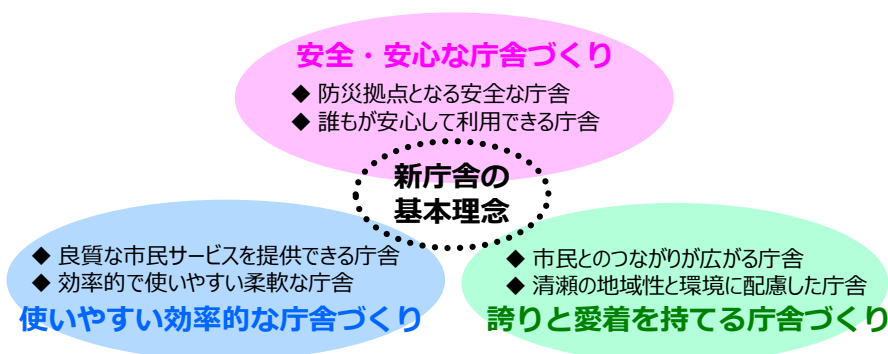 安全・安心な庁舎づくり
◆ 防災拠点となる安全な庁舎
◆ 誰もが安心して利用できる庁舎
新庁舎の
基本理念
◆ 良質な市民サービスを提供できる庁舎
◆ 効率的で使いやすい柔軟な庁舎
使いやすい効率的な庁舎づくり
◆ 市民とのつながりが広がる庁舎
◆ 清瀬の地域性と環境に配慮した庁舎
誇りと愛着を持てる庁舎づくり